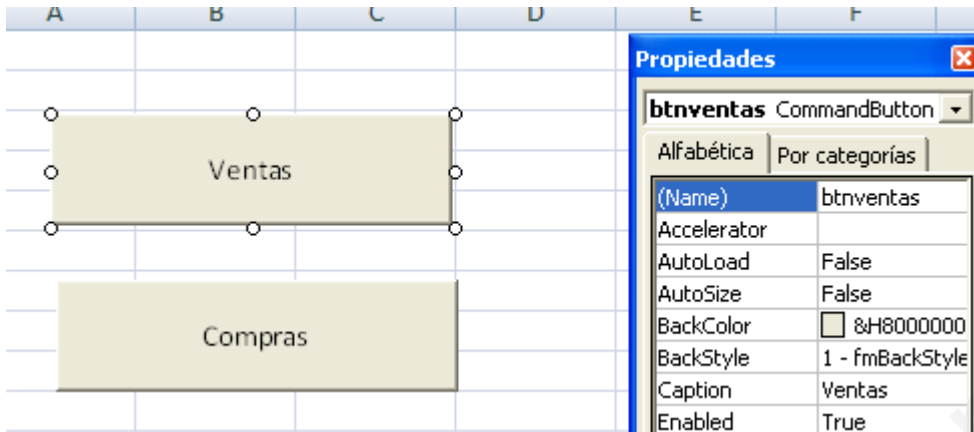 A B C D E F
Propiedades
btnventas CommandButton
Alfabética Por categorías
(Name) btnventas
Accelerator
AutoLoad False
AutoSize False
BackColor &H8000000
BackStyle 1 - fmBackStyle
Caption Ventas
Enabled True
Ventas
Compras